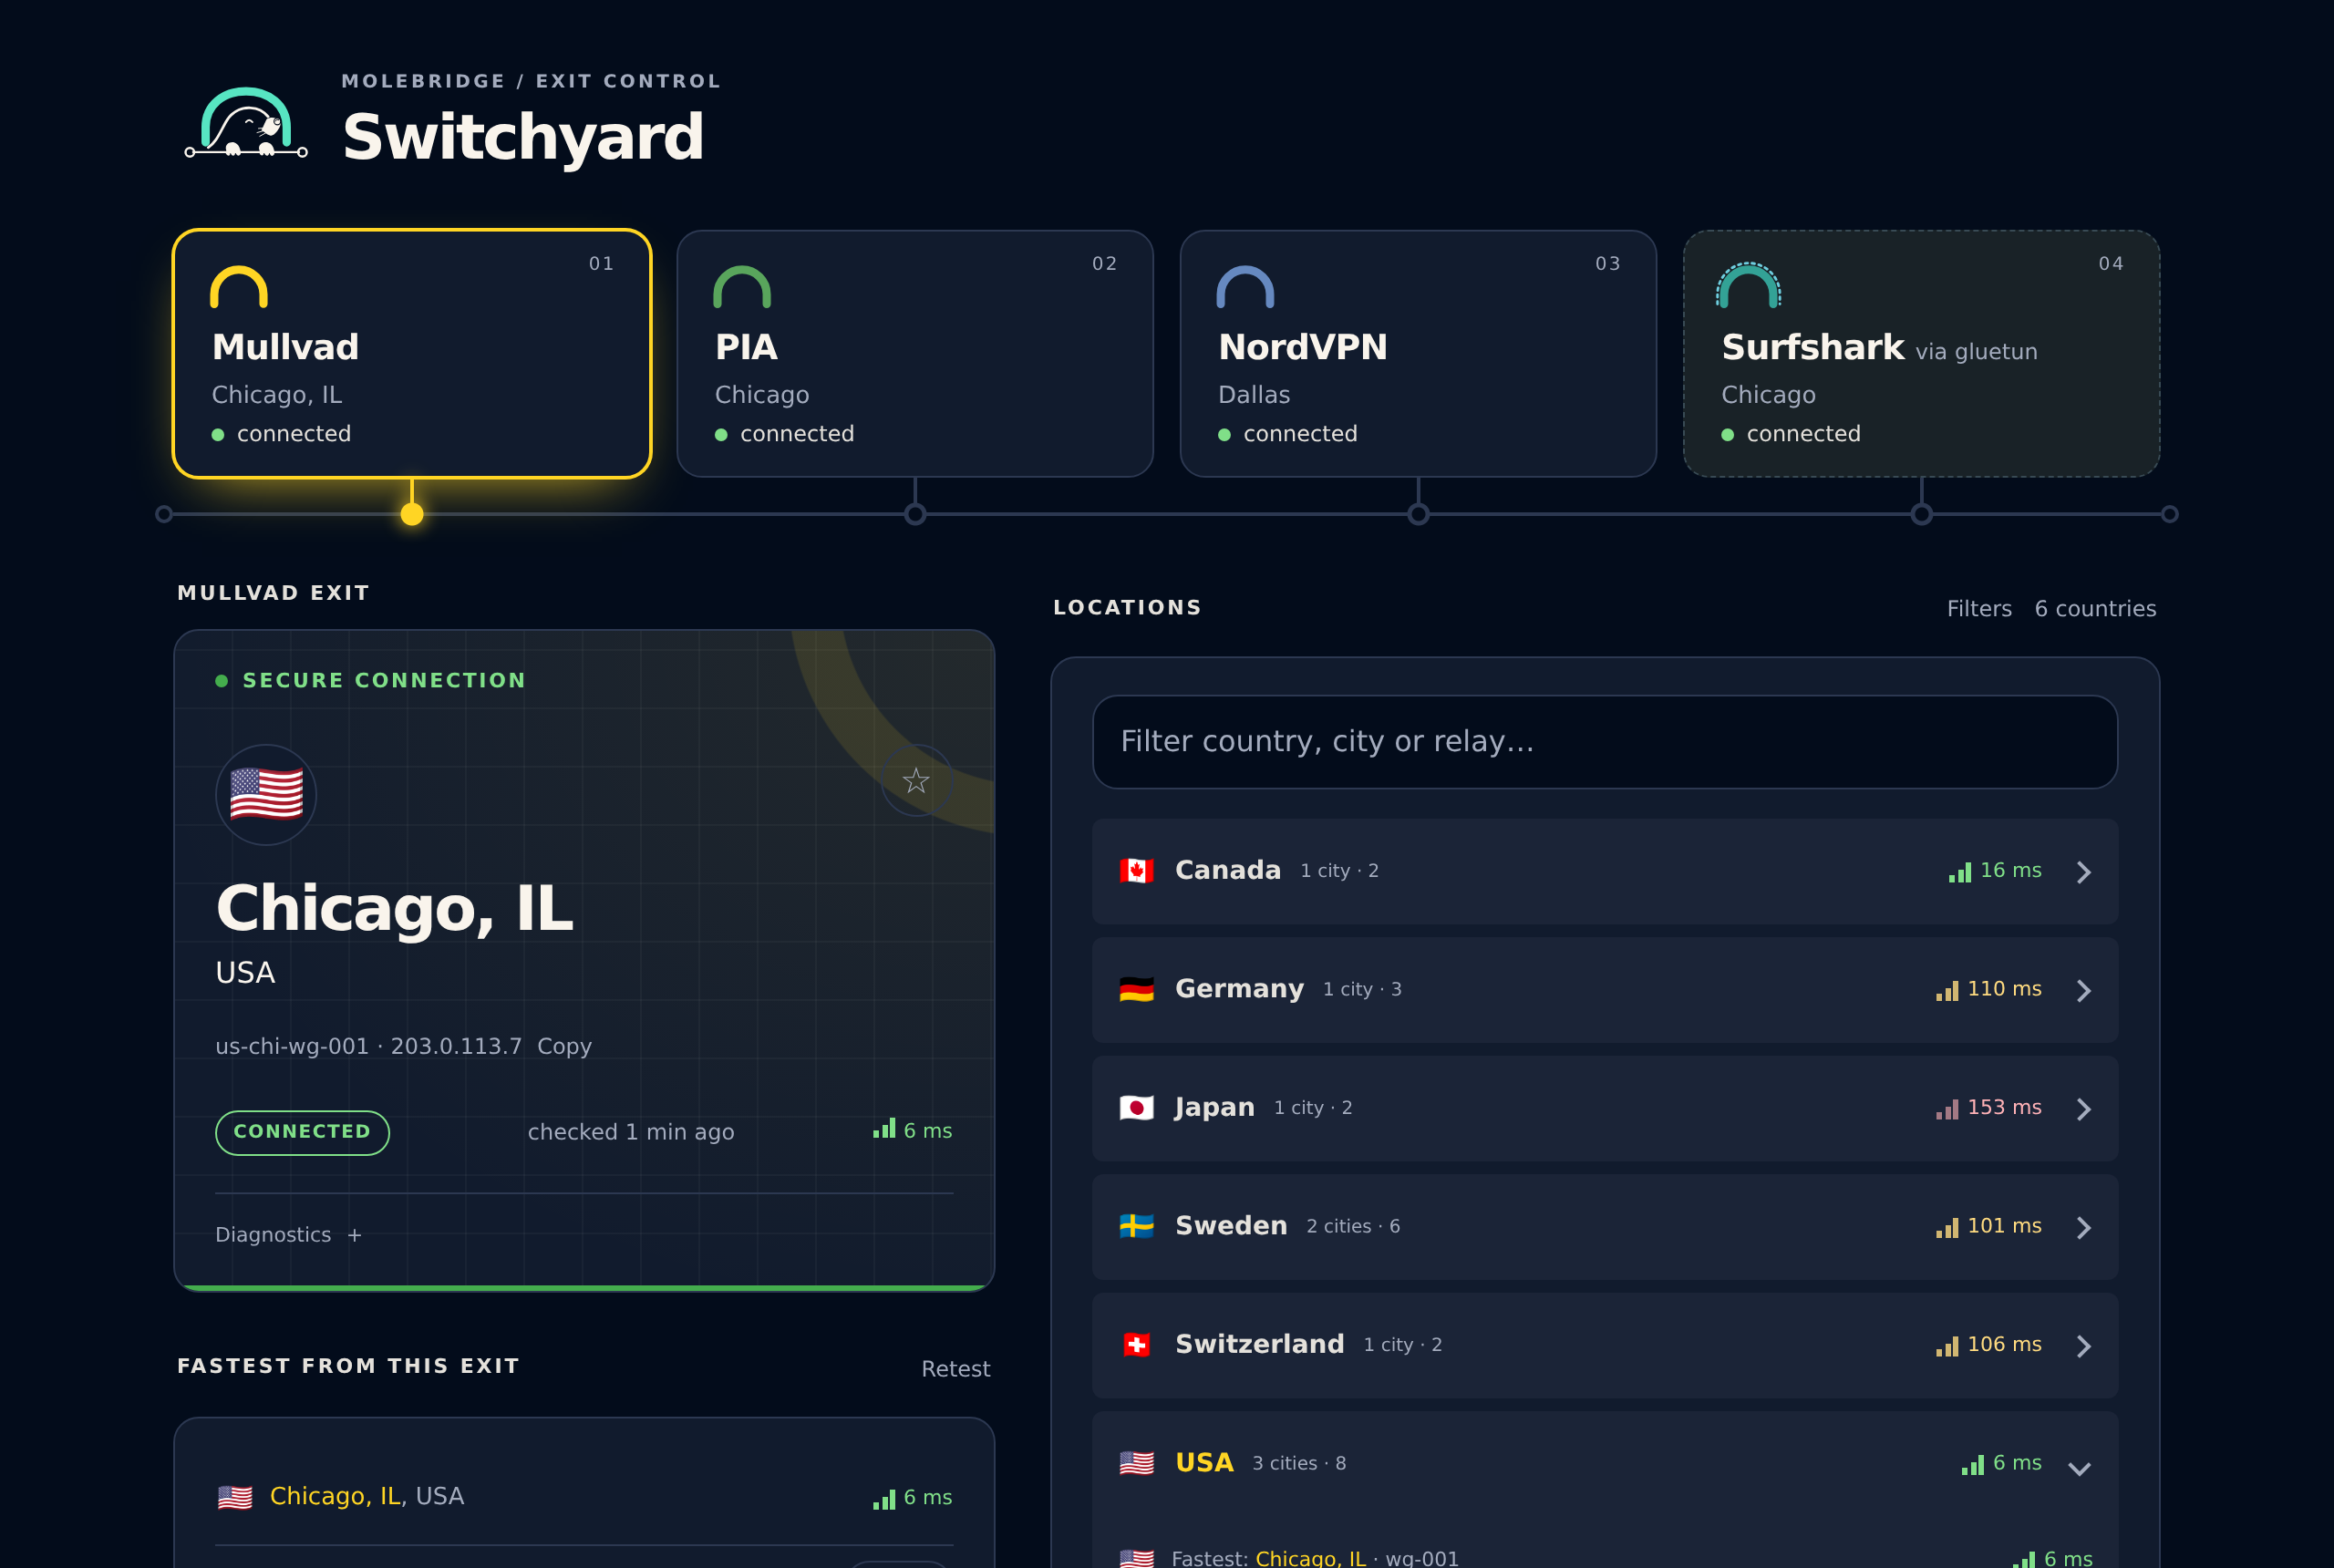 MOLEBRIDGE / EXIT CONTROL
Switchyard
01
Mullvad
Chicago, IL
connected
02
PIA
Chicago
connected
03
NordVPN
Dallas
connected
04
Surfshark via gluetun
Chicago
connected
MULLVAD EXIT
SECURE CONNECTION
Chicago, IL
USA
us-chi-wg-001 · 203.0.113.7 Copy
CONNECTED checked 1 min ago 6 ms
Diagnostics +
FASTEST FROM THIS EXIT Retest
Chicago, IL, USA 6 ms
LOCATIONS Filters 6 countries
Filter country, city or relay...
Canada 1 city · 2 16 ms
Germany 1 city · 3 110 ms
Japan 1 city · 2 153 ms
Sweden 2 cities · 6 101 ms
Switzerland 1 city · 2 106 ms
USA 3 cities · 8 6 ms
Fastest: Chicago, IL · wg-001 6 ms